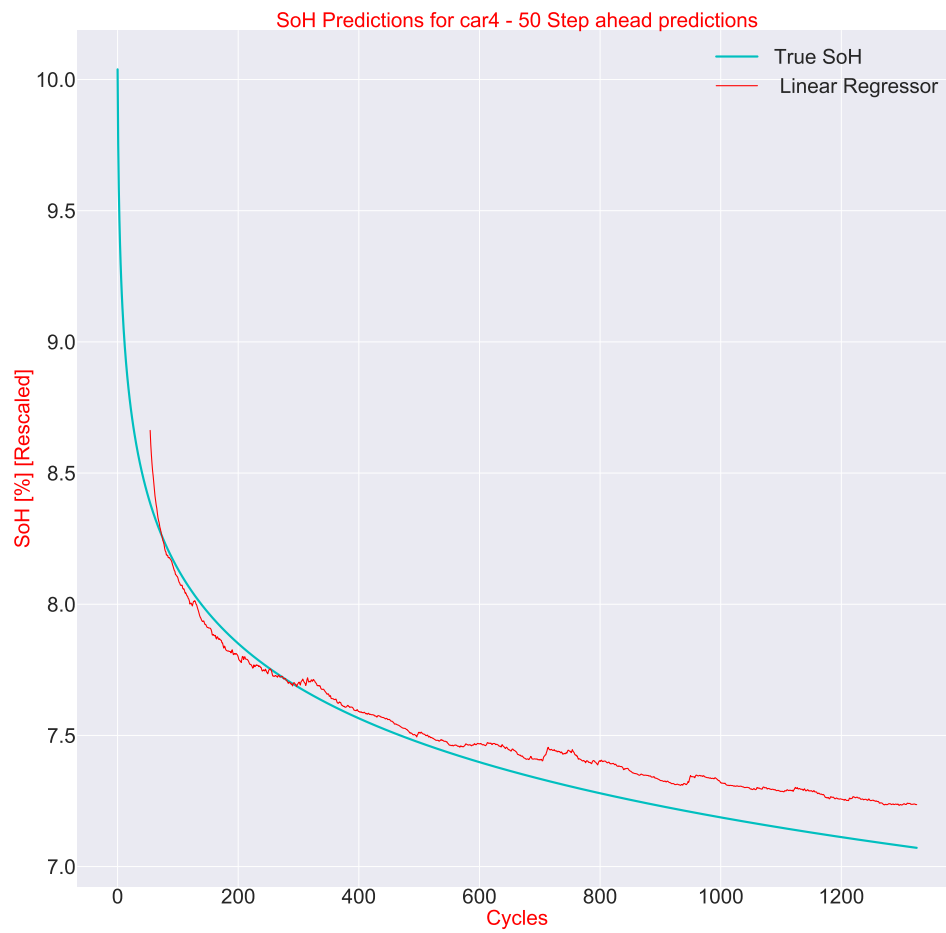 SoH Predictions for car4 - 50 Step ahead predictions
True SoH
Linear Regressor
SoH [%] [Rescaled]
10.0
9.5
9.0
8.5
8.0
7.5
7.0
0 200 400 600 800 1000 1200
Cycles